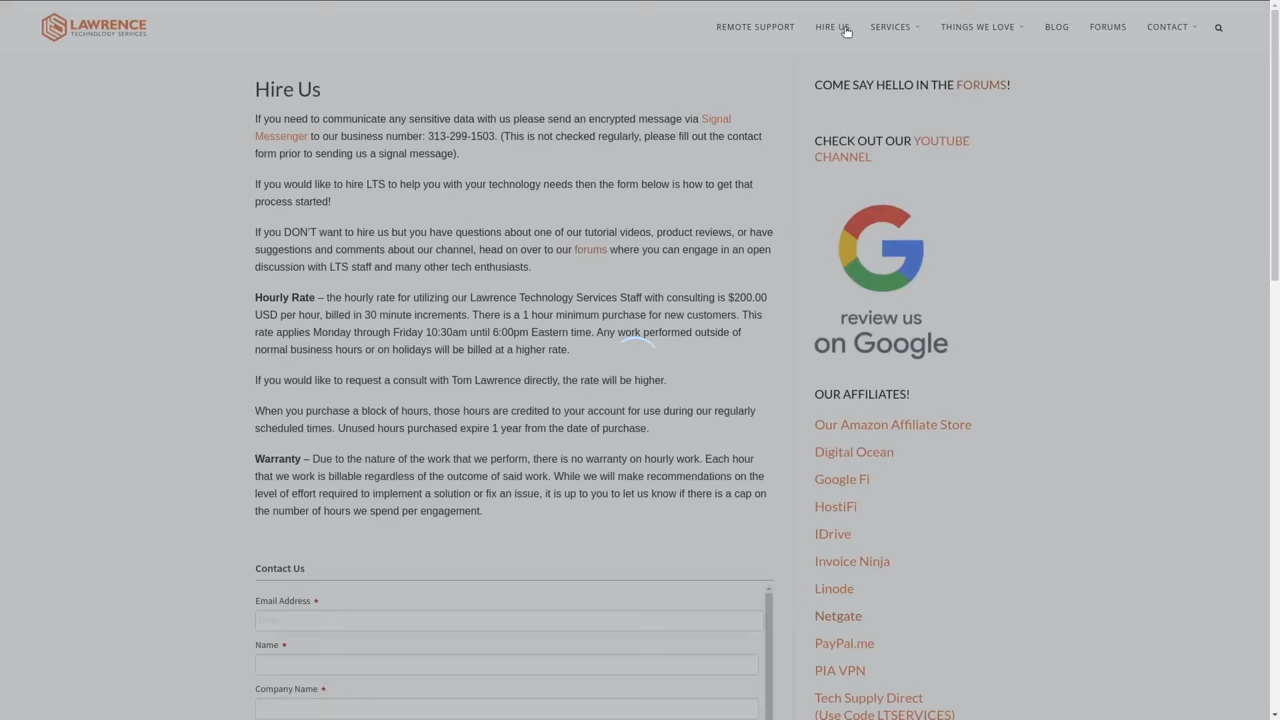 LAWRENCE
TECHNOLOGY SERVICES
REMOTE SUPPORT
HIRE US
SERVICES
THINGS WE LOVE
BLOG
FORUMS
CONTACT
Hire Us
If you need to communicate any sensitive data with us please send an encrypted message via Signal
Messenger to our business number: 313-299-1503. (This is not checked regularly, please fill out the contact
form prior to sending us a signal message).
If you would like to hire LTS to help you with your technology needs then the form below is how to get that
process started!
If you DON'T want to hire us but you have questions about one of our tutorial videos, product reviews, or have
suggestions and comments about our channel, head on over to our forums where you can engage in an open
discussion with LTS staff and many other tech enthusiasts.
Hourly Rate – the hourly rate for utilizing our Lawrence Technology Services Staff with consulting is $200.00
USD per hour, billed in 30 minute increments. There is a 1 hour minimum purchase for new customers. This
rate applies Monday through Friday 10:30am until 6:00pm Eastern time. Any work performed outside of
normal business hours or on holidays will be billed at a higher rate.
If you would like to request a consult with Tom Lawrence directly, the rate will be higher.
When you purchase a block of hours, those hours are credited to your account for use during our regularly
scheduled times. Unused hours purchased expire 1 year from the date of purchase.
Warranty – Due to the nature of the work that we perform, there is no warranty on hourly work. Each hour
that we work is billable regardless of the outcome of said work. While we will make recommendations on the
level of effort required to implement a solution or fix an issue, it is up to you to let us know if there is a cap on
the number of hours we spend per engagement.
Contact Us
Email Address *
Name *
Company Name *
COME SAY HELLO IN THE FORUMS!
CHECK OUT OUR YOUTUBE
CHANNEL
review us
on Google
OUR AFFILIATES!
Our Amazon Affiliate Store
Digital Ocean
Google Fi
HostiFi
IDrive
Invoice Ninja
Linode
Netgate
PayPal.me
PIA VPN
Tech Supply Direct
(Use Code LTSERVICES)